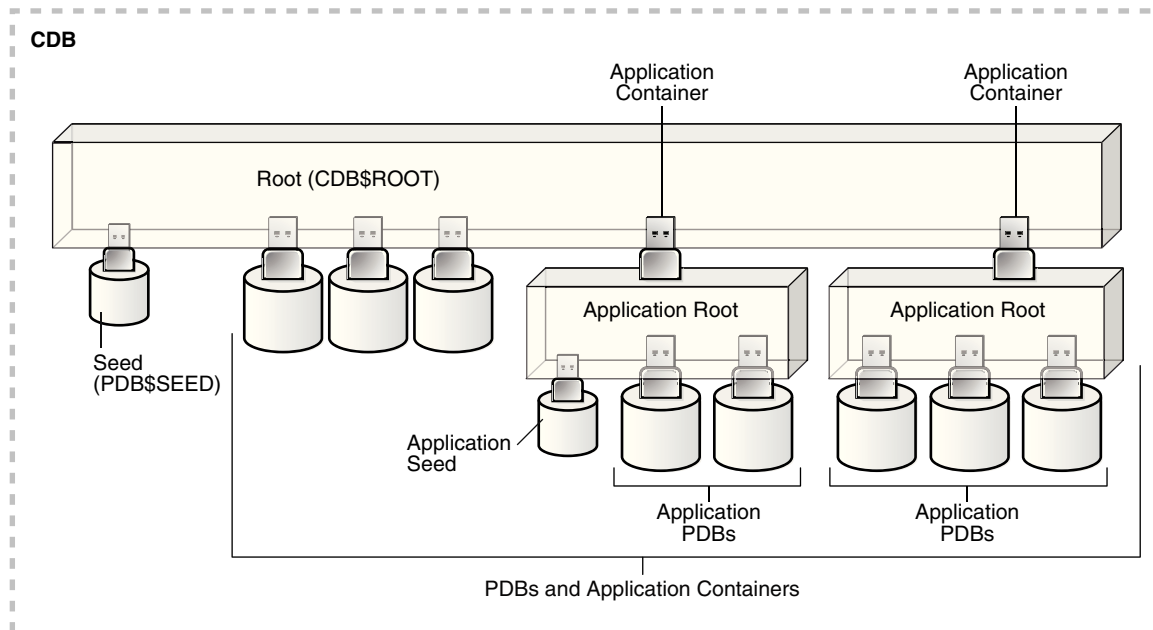 CDB
Application
Container
Application
Container
Root (CDB$ROOT)
Application Root
Application Root
Seed
(PDB$SEED)
Application
Seed
Application
PDBs
Application
PDBs
PDBs and Application Containers